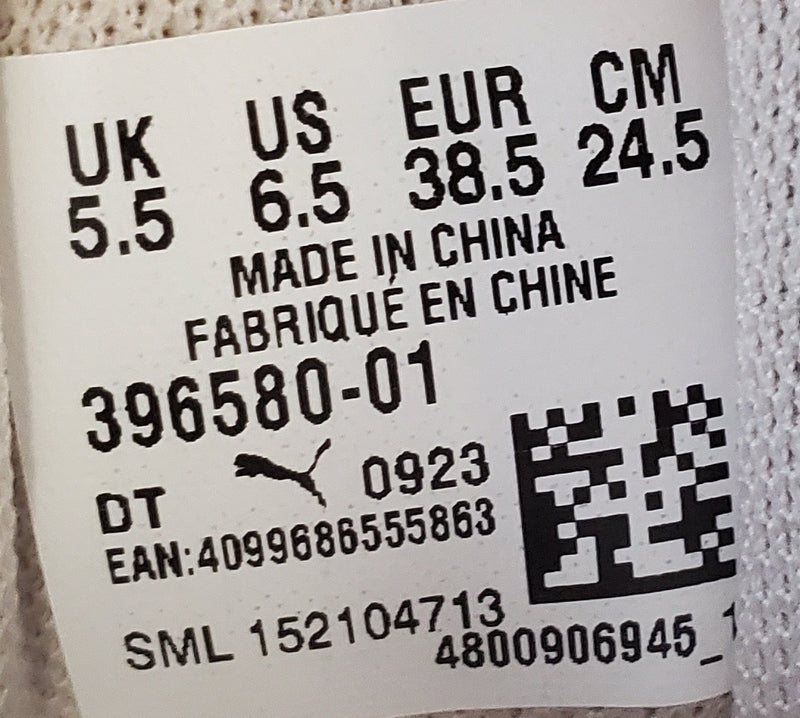 UK US EUR CM
5.5 6.5 38.5 24.5
MADE IN CHINA
FABRIQUÉ EN CHINE
396580-01
DT 0923
EAN:4099686555863
SML 152104713
4800906945_1